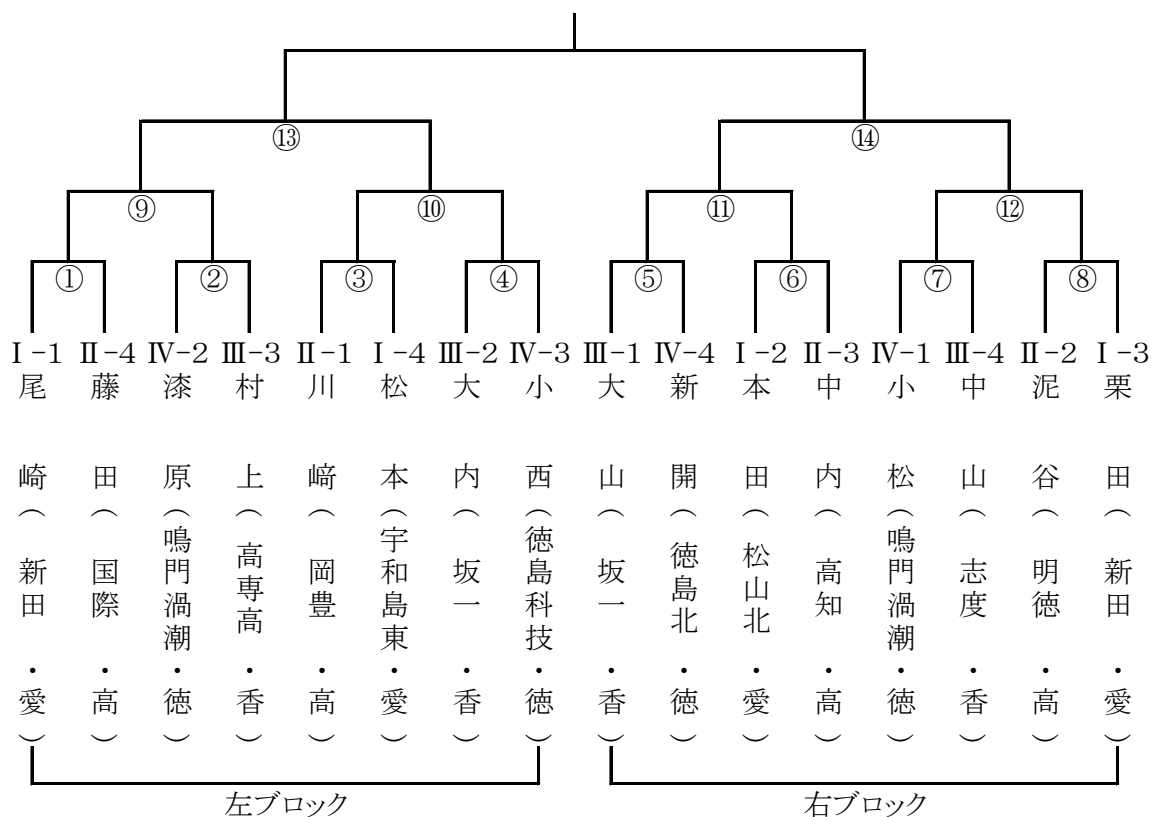 ⑬ ⑭
⑨ ⑩ ⑪ ⑫
① ② ③ ④ ⑤ ⑥ ⑦ ⑧
Ⅰ-1 Ⅱ-4 Ⅳ-2 Ⅲ-3 Ⅱ-1 Ⅰ-4 Ⅲ-2 Ⅳ-3 Ⅲ-1 Ⅳ-4 Ⅰ-2 Ⅱ-3 Ⅳ-1 Ⅲ-4 Ⅱ-2 Ⅰ-3
尾崎(新田・愛)
藤田(国際・高)
漆原(鳴門渦潮・徳)
村上(高専高・香)
川﨑(岡豊・高)
松本(宇和島東・愛)
大内(坂一・香)
小西(徳島科技・徳)
大山(坂一・香)
新開(徳島北・徳)
本田(松山北・愛)
中内(高知・高)
小松(鳴門渦潮・徳)
中山(志度・香)
泥谷(明徳・高)
栗田(新田・愛)
左ブロック 右ブロック